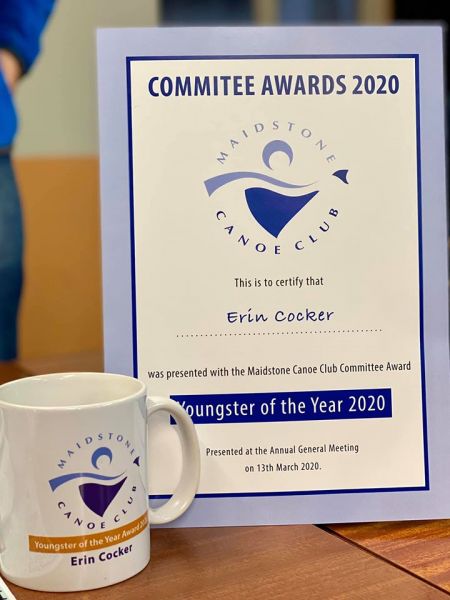 COMMITEE AWARDS 2020
MAIDSTONE
CANOE CLUB
This is to certify that
Erin Cocker
was presented with the Maidstone Canoe Club Committee Award
Youngster of the Year 2020
Presented at the Annual General Meeting
on 13th March 2020.
MAIDSTONE
CANOE CLUB
Youngster of the Year Award
Erin Cocker